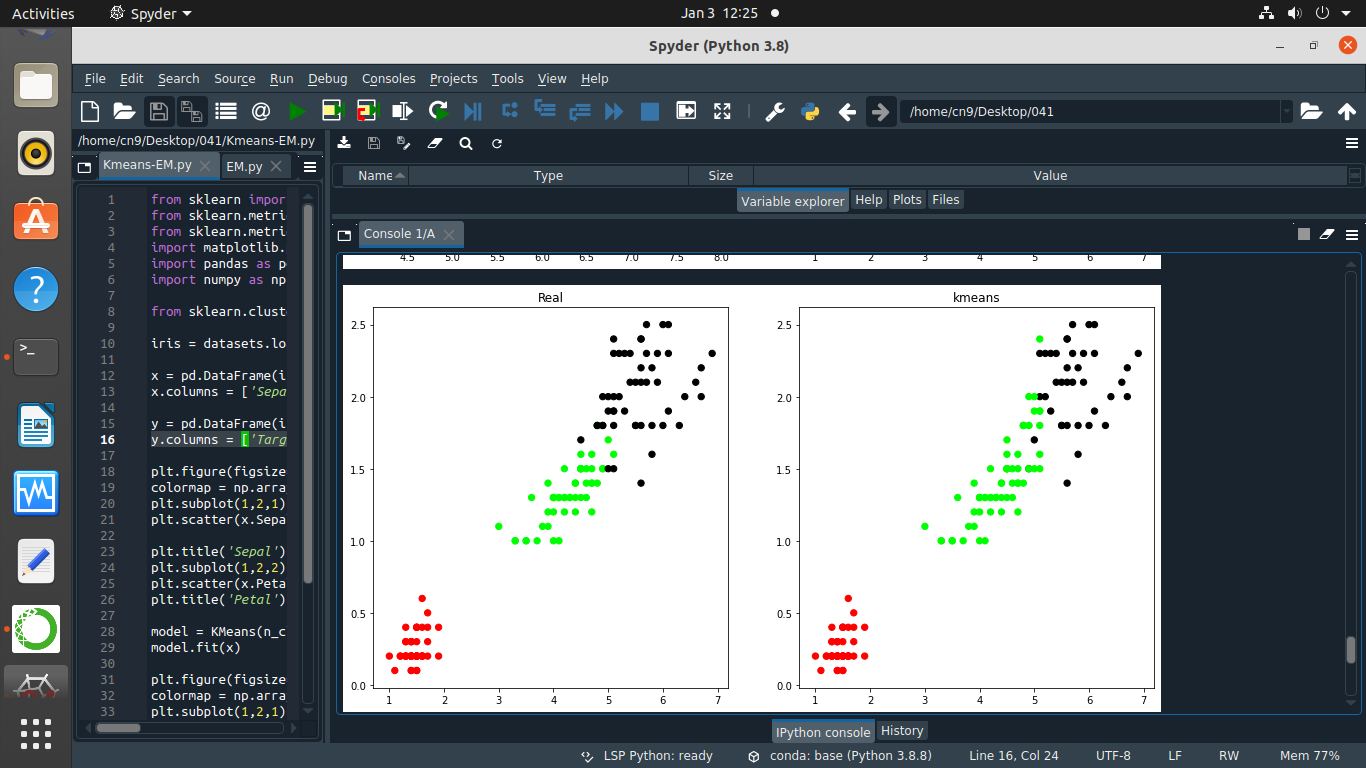 Activities Spyder Jan 3 12:25
Spyder (Python 3.8)
File Edit Search Source Run Debug Consoles Projects Tools View Help
/home/cn9/Desktop/041
/home/cn9/Desktop/041/Kmeans-EM.py
Kmeans-EM.py EM.py
1 from sklearn impor
2 from sklearn.metri
3 from sklearn.metri
4 import matplotlib.
5 import pandas as p
6 import numpy as np
7
8 from sklearn.clust
9
10 iris = datasets.lo
11
12 x = pd.DataFrame(i
13 x.columns = ['Sepa
14
15 y = pd.DataFrame(i
16 y.columns = ['Targ
17
18 plt.figure(figsize
19 colormap = np.arra
20 plt.subplot(1,2,1)
21 plt.scatter(x.Sepa
22
23 plt.title('Sepal')
24 plt.subplot(1,2,2)
25 plt.scatter(x.Peta
26 plt.title('Petal')
27
28 model = KMeans(n_c
29 model.fit(x)
30
31 plt.figure(figsize
32 colormap = np.arra
33 plt.subplot(1,2,1)
Name Type Size Value
Variable explorer Help Plots Files
Console 1/A
4.5 5.0 5.5 6.0 6.5 7.0 7.5 8.0 1 2 3 4 5 6 7
Real
2.5
2.0
1.5
1.0
0.5
0.0
1 2 3 4 5 6 7
kmeans
2.5
2.0
1.5
1.0
0.5
0.0
1 2 3 4 5 6 7
IPython console History
LSP Python: ready conda: base (Python 3.8.8) Line 16, Col 24 UTF-8 LF RW Mem 77%